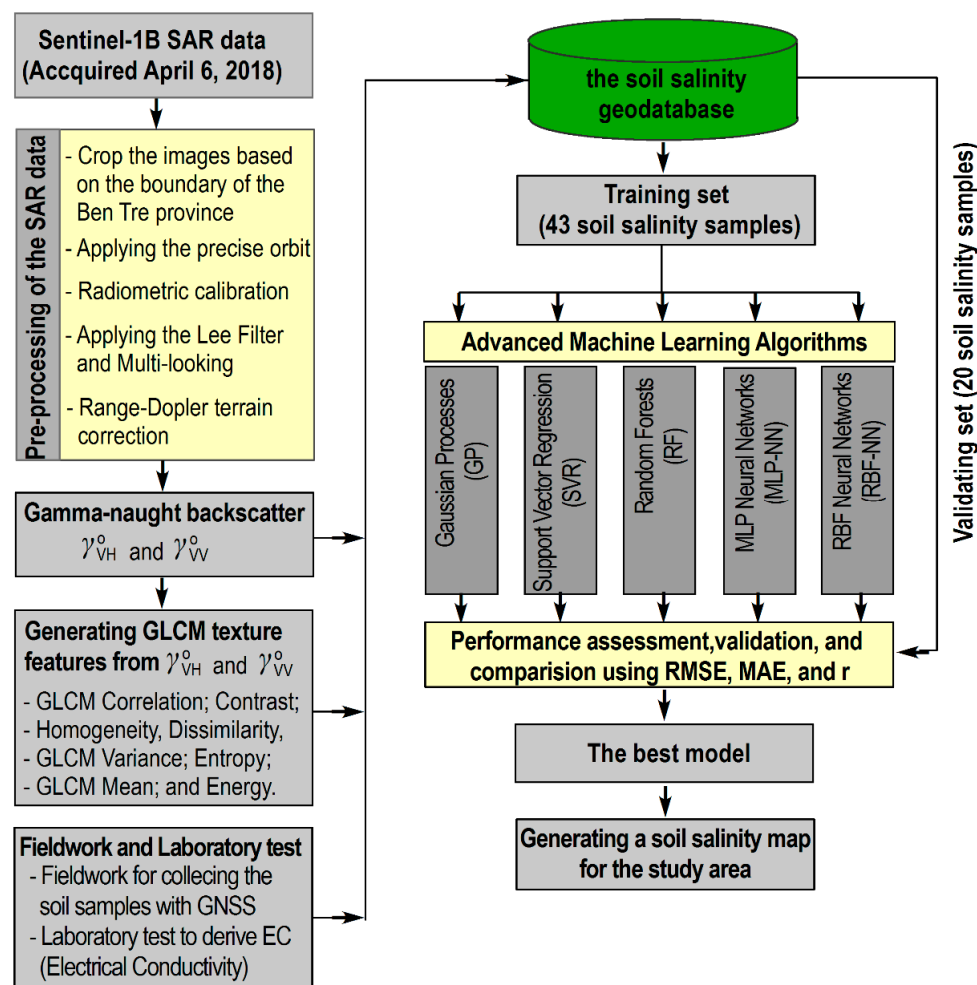 Sentinel-1B SAR data
(Accquired April 6, 2018)
Pre-processing of the SAR data
- Crop the images based
on the boundary of the
Ben Tre province
- Applying the precise orbit
- Radiometric calibration
- Applying the Lee Filter
and Multi-looking
- Range-Dopler terrain
correction
Gamma-naught backscatter
γ°VH and γ°VV
Generating GLCM texture
features from γ°VH and γ°VV
- GLCM Correlation; Contrast;
- Homogeneity, Dissimilarity,
- GLCM Variance; Entropy;
- GLCM Mean; and Energy.
Fieldwork and Laboratory test
- Fieldwork for collecing the
soil samples with GNSS
- Laboratory test to derive EC
(Electrical Conductivity)
the soil salinity
geodatabase
Training set
(43 soil salinity samples)
Advanced Machine Learning Algorithms
Gaussian Processes
(GP)
Support Vector Regression
(SVR)
Random Forests
(RF)
MLP Neural Networks
(MLP-NN)
RBF Neural Networks
(RBF-NN)
Validating set (20 soil salinity samples)
Performance assessment,validation, and
comparision using RMSE, MAE, and r
The best model
Generating a soil salinity map
for the study area